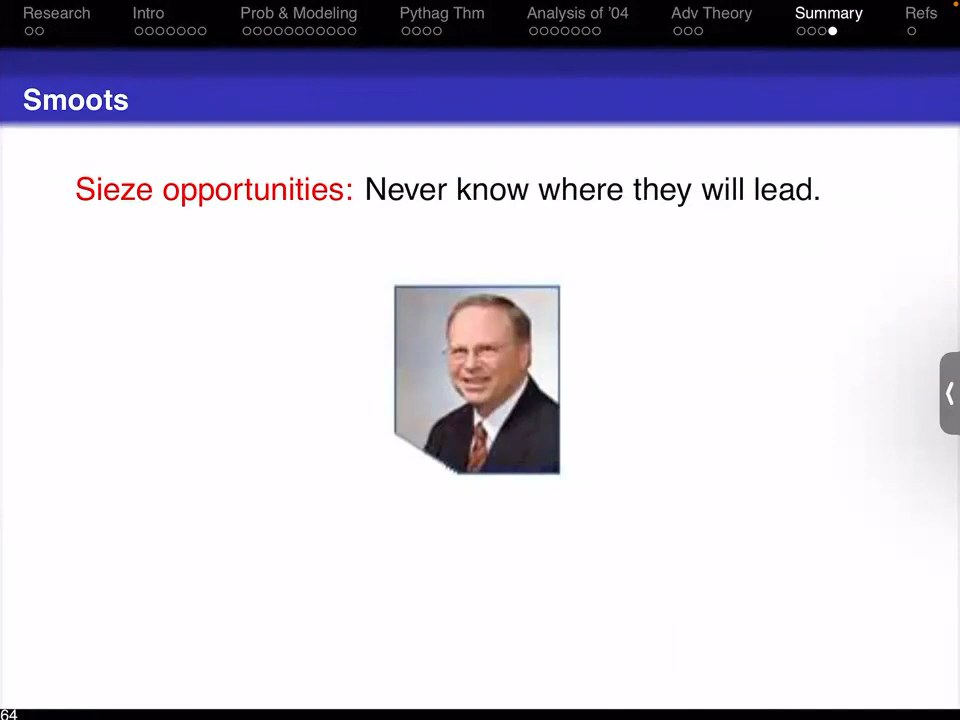 Research Intro Prob & Modeling Pythag Thm Analysis of '04 Adv Theory Summary Refs
Smoots
Sieze opportunities: Never know where they will lead.
64